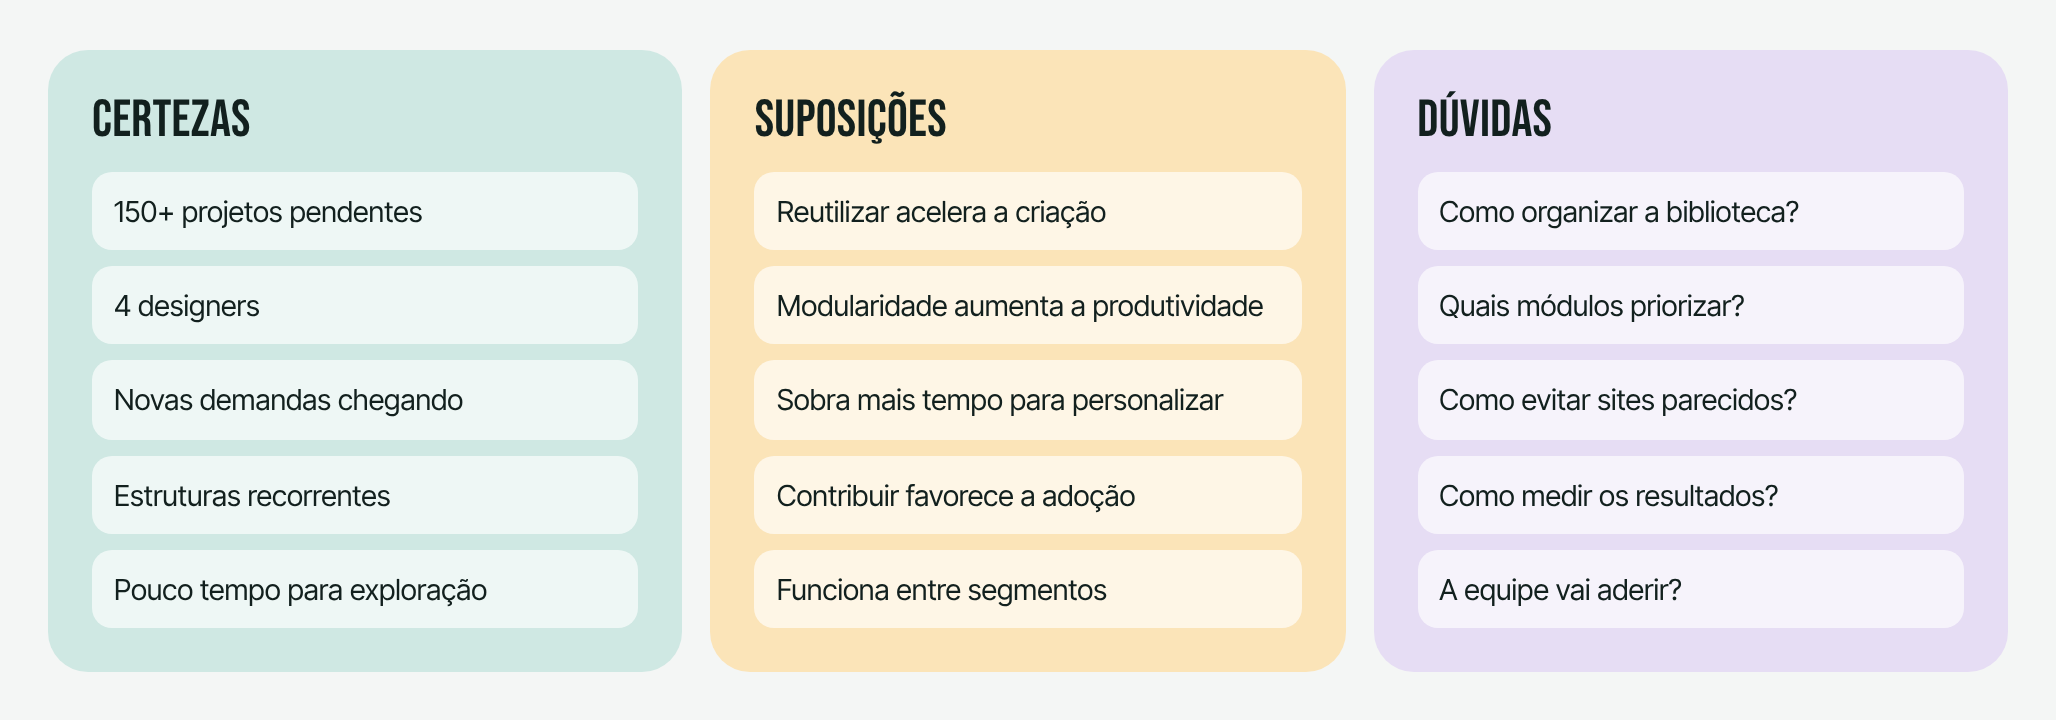 CERTEZAS
150+ projetos pendentes
4 designers
Novas demandas chegando
Estruturas recorrentes
Pouco tempo para exploração
SUPOSIÇÕES
Reutilizar acelera a criação
Modularidade aumenta a produtividade
Sobra mais tempo para personalizar
Contribuir favorece a adoção
Funciona entre segmentos
DÚVIDAS
Como organizar a biblioteca?
Quais módulos priorizar?
Como evitar sites parecidos?
Como medir os resultados?
A equipe vai aderir?